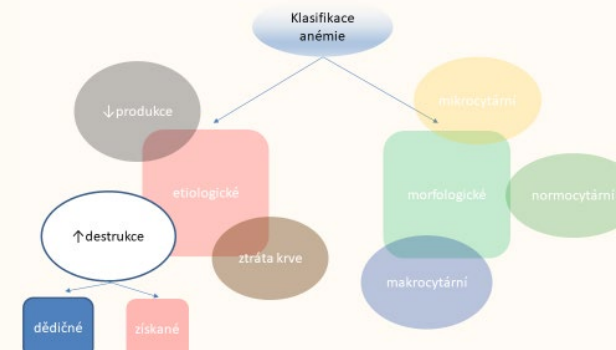 Klasifikace
anémie
↓produkce
mikrocytární
etiologické
morfologické
normocytární
↑destrukce
ztráta krve
makrocytární
dědičné
získané